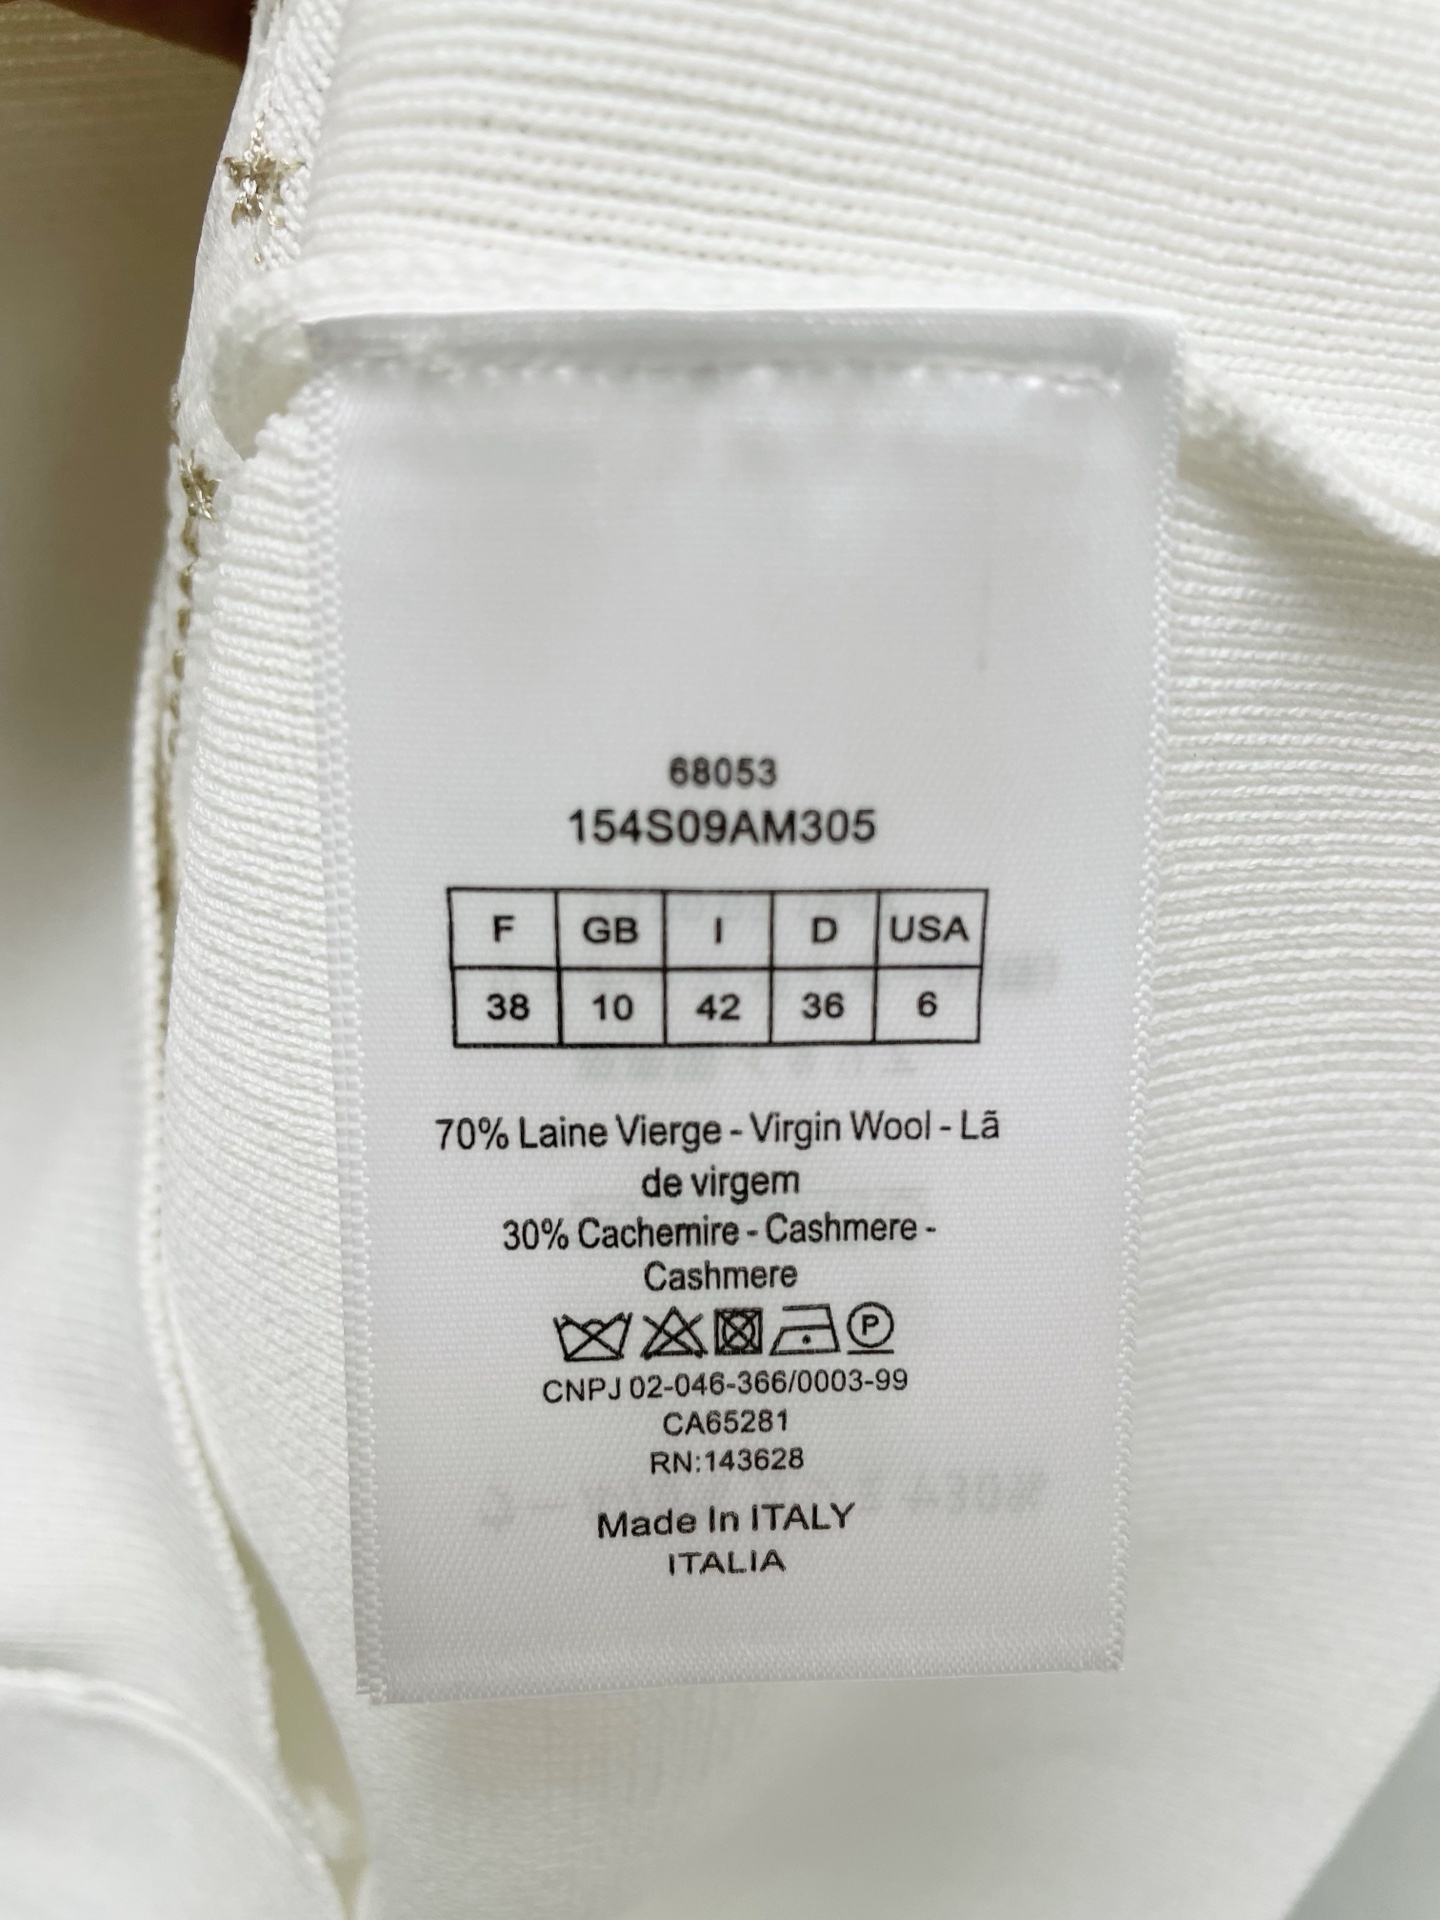 68053
154S09AM305
F GB I D USA
38 10 42 36 6
70% Laine Vierge - Virgin Wool - Lã
de virgem
30% Cachemire - Cashmere -
Cashmere
P
CNPJ 02-046-366/0003-99
CA65281
RN:143628
Made In ITALY
ITALIA